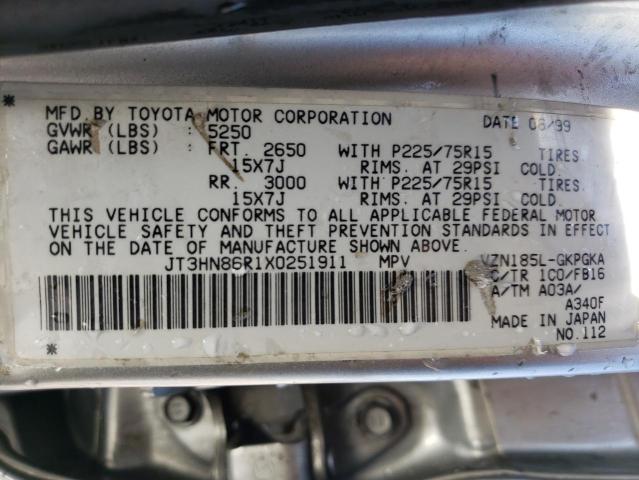 MFD. BY TOYOTA MOTOR CORPORATION DATE 08/99
GVWR (LBS) : 5250
GAWR (LBS) : FRT. 2650 WITH P225/75R15 TIRES
15X7J RIMS. AT 29PSI COLD.
RR. 3000 WITH P225/75R15 TIRES
15X7J RIMS. AT 29PSI COLD.
THIS VEHICLE CONFORMS TO ALL APPLICABLE FEDERAL MOTOR
VEHICLE SAFETY AND THEFT PREVENTION STANDARDS IN EFFECT
ON THE DATE OF MANUFACTURE SHOWN ABOVE.
JT3HN86R1X0251911 MPV VZN185L-GKPGKA
C/TR 1C0/FB16
A/TM A03A/
A340F
MADE IN JAPAN
NO.112